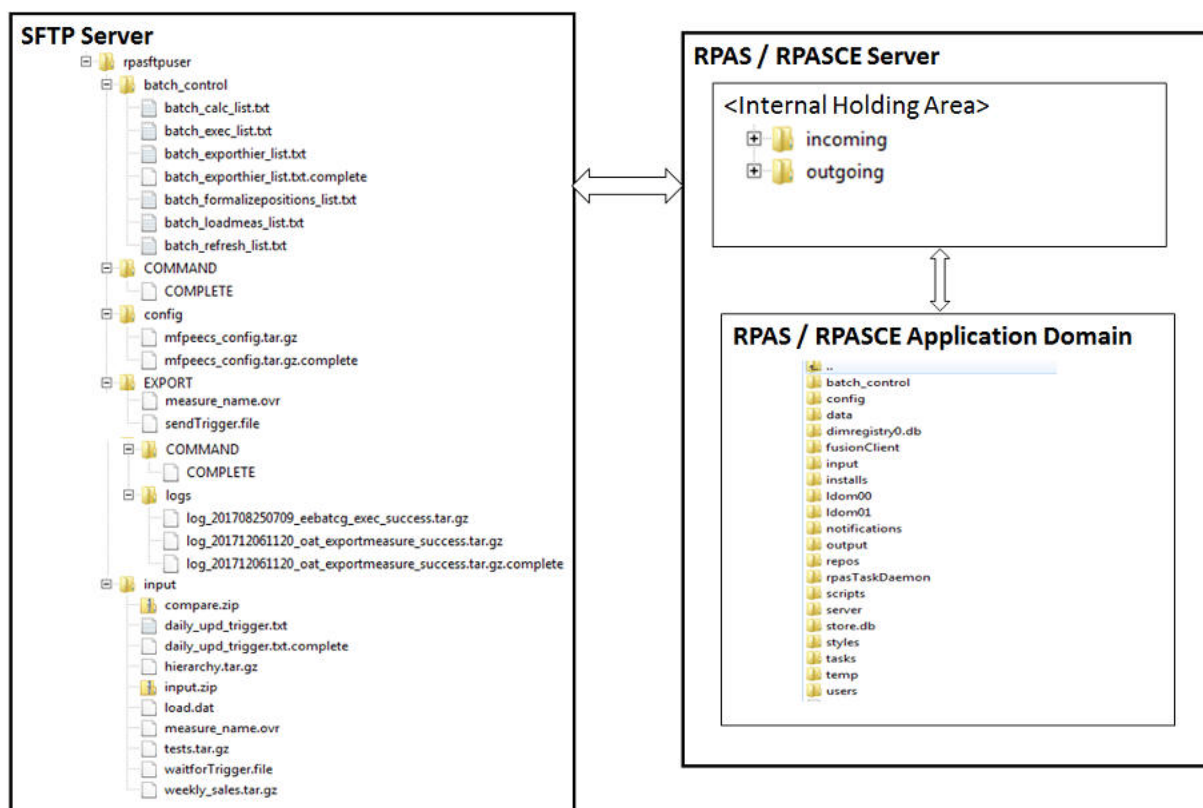 SFTP Server
rpasftpuser
batch_control
batch_calc_list.txt
batch_exec_list.txt
batch_exporthier_list.txt
batch_exporthier_list.txt.complete
batch_formalizepositions_list.txt
batch_loadmeas_list.txt
batch_refresh_list.txt
COMMAND
COMPLETE
config
mfpeecs_config.tar.gz
mfpeecs_config.tar.gz.complete
EXPORT
measure_name.ovr
sendTrigger.file
COMMAND
COMPLETE
logs
log_201708250709_eebatcg_exec_success.tar.gz
log_201712061120_oat_exportmeasure_success.tar.gz
log_201712061120_oat_exportmeasure_success.tar.gz.complete
input
compare.zip
daily_upd_trigger.txt
daily_upd_trigger.txt.complete
hierarchy.tar.gz
input.zip
load.dat
measure_name.ovr
tests.tar.gz
waitforTrigger.file
weekly_sales.tar.gz
RPAS / RPASCE Server
<Internal Holding Area>
incoming
outgoing
RPAS / RPASCE Application Domain
..
batch_control
config
data
dimregistry0.db
fusionClient
input
installs
ldom00
ldom01
notifications
output
repos
rpasTaskDaemon
scripts
server
store.db
styles
tasks
temp
users